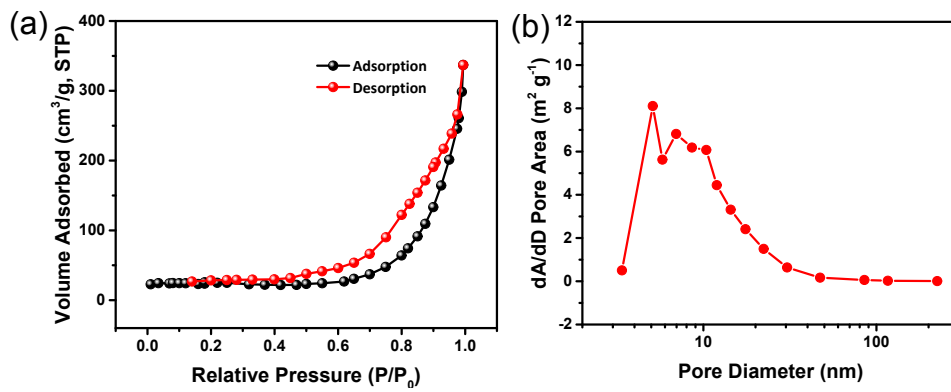 (a)
Volume Adsorbed (cm³/g, STP)
400
300
200
100
0
Adsorption
Desorption
0.0 0.2 0.4 0.6 0.8 1.0
Relative Pressure (P/P₀)
(b)
dA/dD Pore Area (m² g⁻¹)
12
10
8
6
4
2
0
-2
10 100
Pore Diameter (nm)